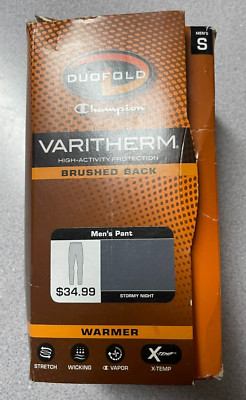 MEN'S
S
DUOFOLD
Champion
VARITHERM
HIGH-ACTIVITY PROTECTION
BRUSHED BACK
Men's Pant
$34.99
STORMY NIGHT
WARMER
X-TEMP
STRETCH
WICKING
VAPOR
X-TEMP